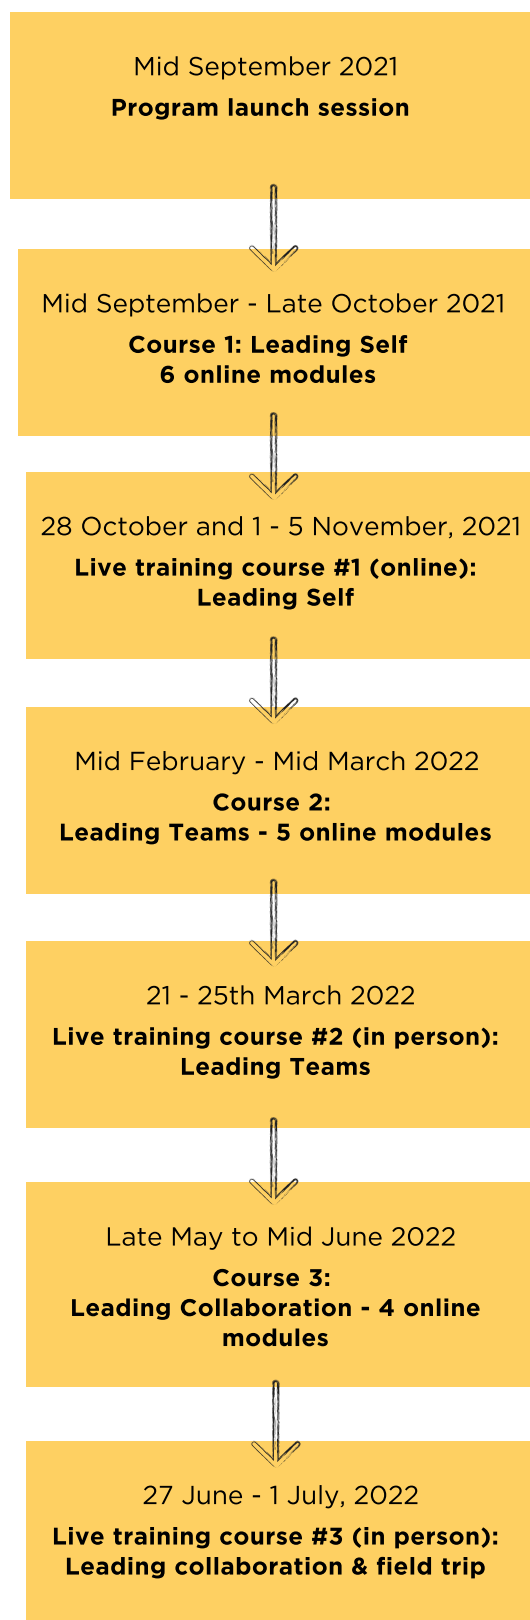 Mid September 2021
Program launch session
Mid September - Late October 2021
Course 1: Leading Self
6 online modules
28 October and 1 - 5 November, 2021
Live training course #1 (online):
Leading Self
Mid February - Mid March 2022
Course 2:
Leading Teams - 5 online modules
21 - 25th March 2022
Live training course #2 (in person):
Leading Teams
Late May to Mid June 2022
Course 3:
Leading Collaboration - 4 online
modules
27 June - 1 July, 2022
Live training course #3 (in person):
Leading collaboration & field trip